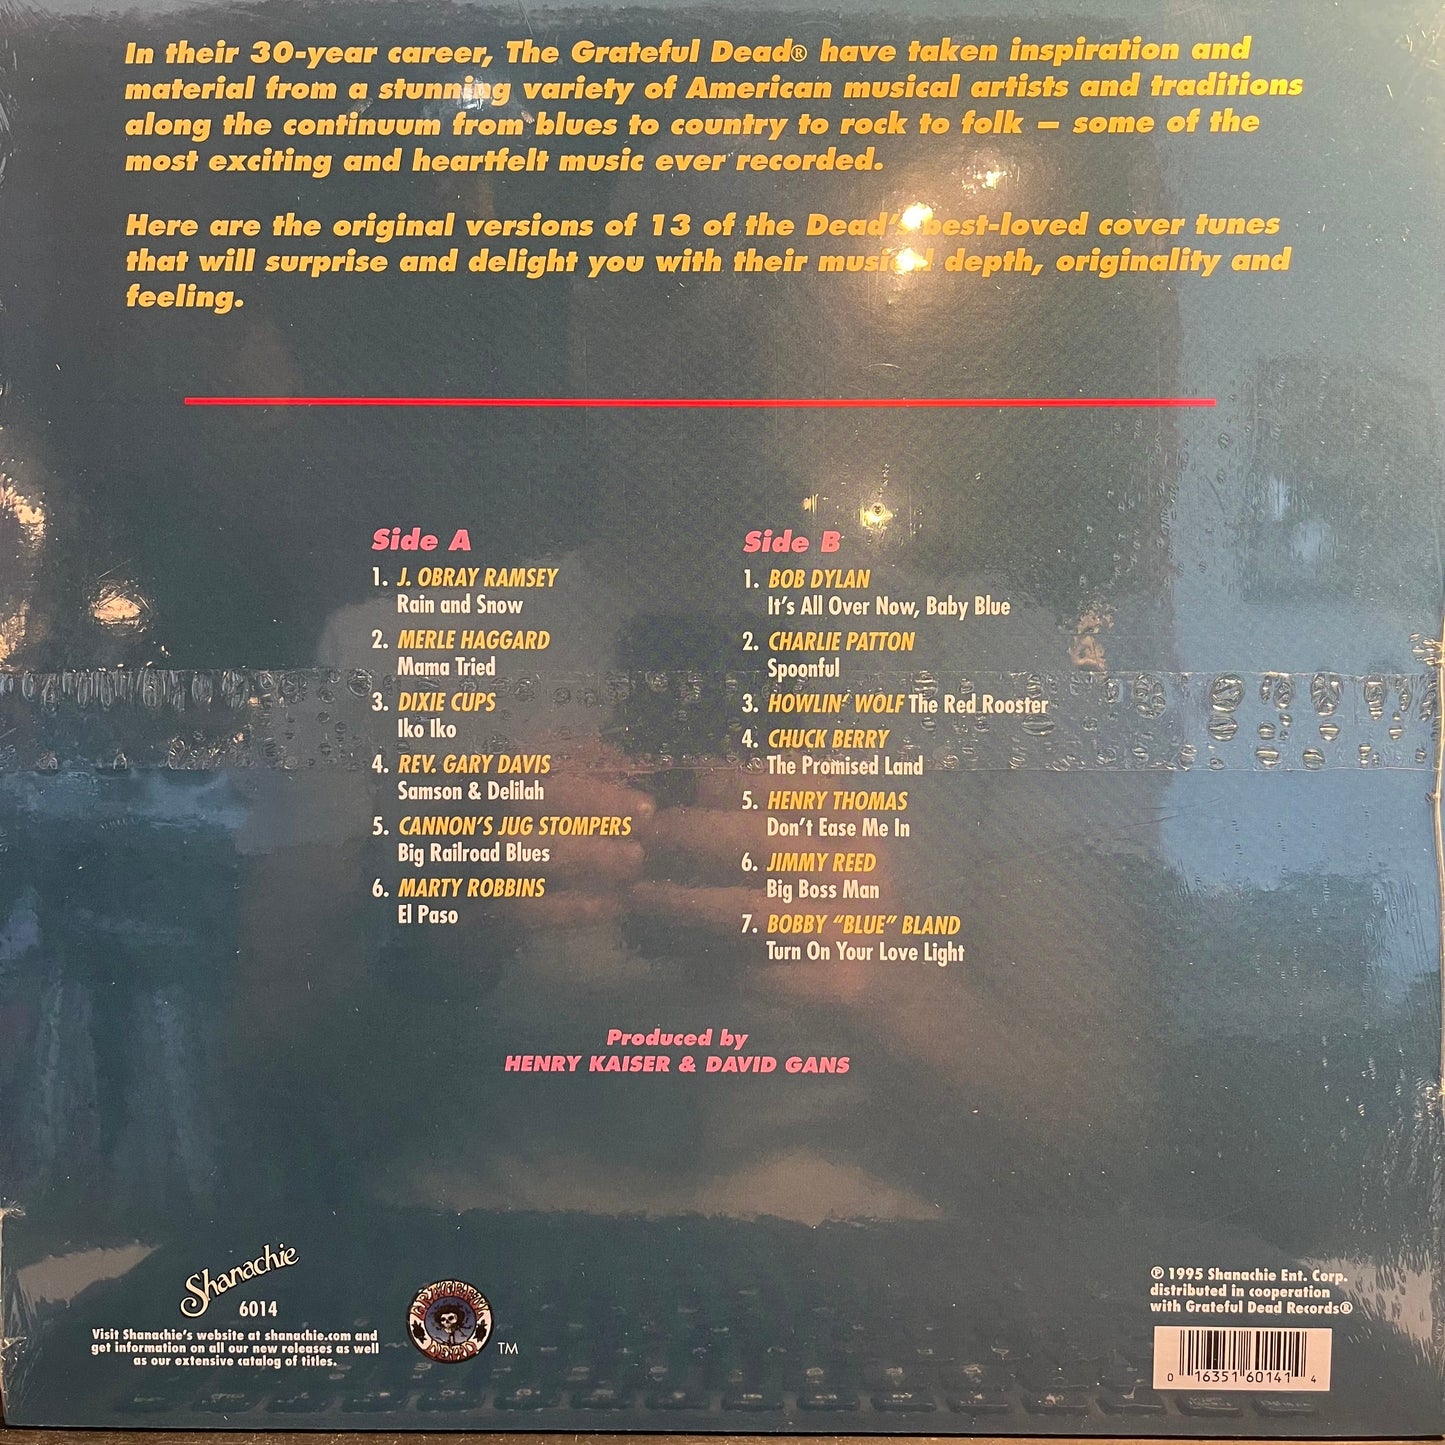 In their 30-year career, The Grateful Dead® have taken inspiration and
material from a stunning variety of American musical artists and traditions
along the continuum from blues to country to rock to folk – some of the
most exciting and heartfelt music ever recorded.
Here are the original versions of 13 of the Dead's best-loved cover tunes
that will surprise and delight you with their musical depth, originality and
feeling.
Side A
1. J. OBRAY RAMSEY
Rain and Snow
2. MERLE HAGGARD
Mama Tried
3. DIXIE CUPS
Iko Iko
4. REV. GARY DAVIS
Samson & Delilah
5. CANNON'S JUG STOMPERS
Big Railroad Blues
6. MARTY ROBBINS
El Paso
Side B
1. BOB DYLAN
It's All Over Now, Baby Blue
2. CHARLIE PATTON
Spoonful
3. HOWLIN' WOLF The Red Rooster
4. CHUCK BERRY
The Promised Land
5. HENRY THOMAS
Don't Ease Me In
6. JIMMY REED
Big Boss Man
7. BOBBY "BLUE" BLAND
Turn On Your Love Light
Produced by
HENRY KAISER & DAVID GANS
Shanachie
6014
Visit Shanachie's website at shanachie.com and
get information on all our new releases as well
as our extensive catalog of titles.
GRATEFUL
DEAD
TM
℗ 1995 Shanachie Ent. Corp.
distributed in cooperation
with Grateful Dead Records®
0 16351 60141 4